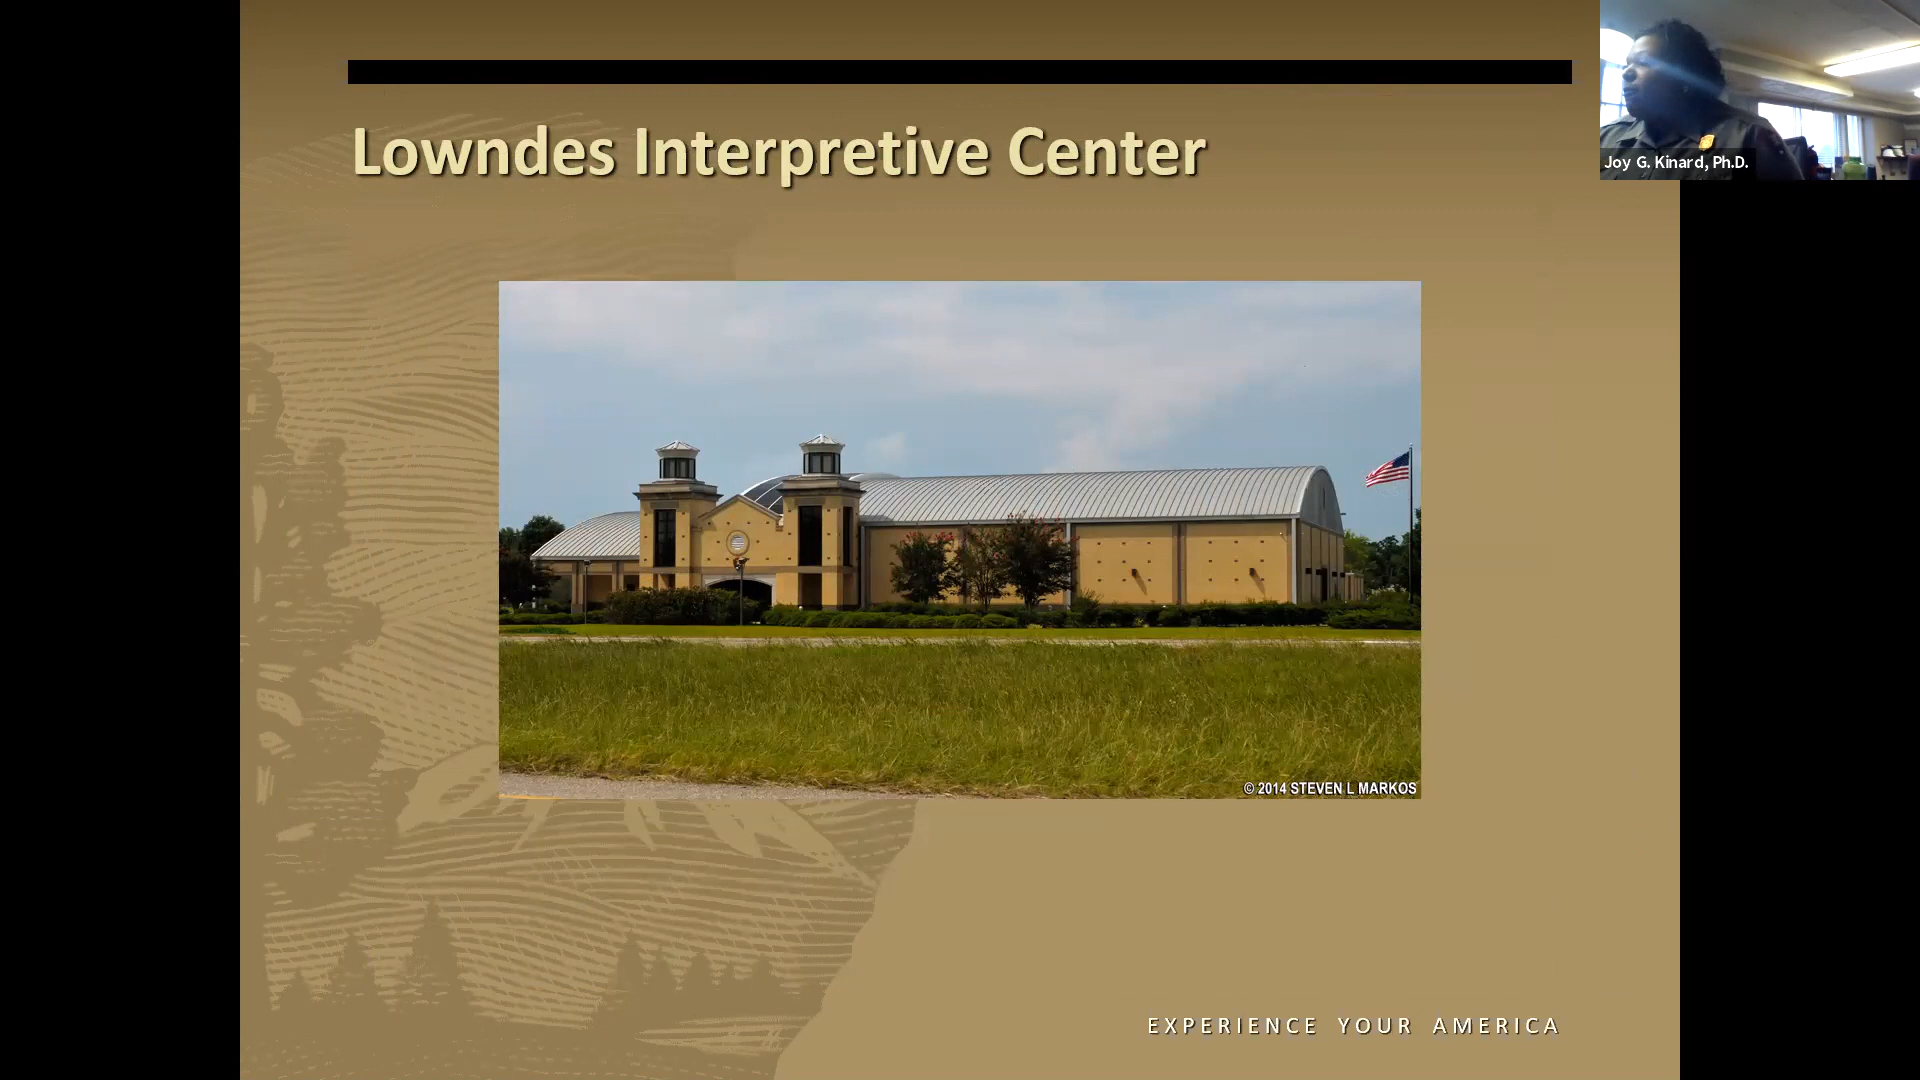 Lowndes Interpretive Center
Joy G. Kinard, Ph.D.
© 2014 STEVEN L MARKOS
EXPERIENCE YOUR AMERICA